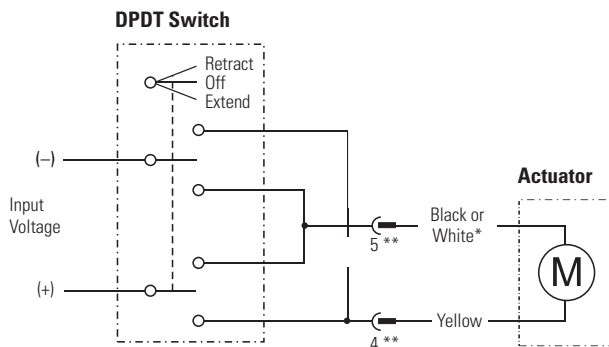 DPDT Switch
Retract
Off
Extend
(–)
Input
Voltage
(+)
5 **
4 **
Black or
White*
Yellow
Actuator
M